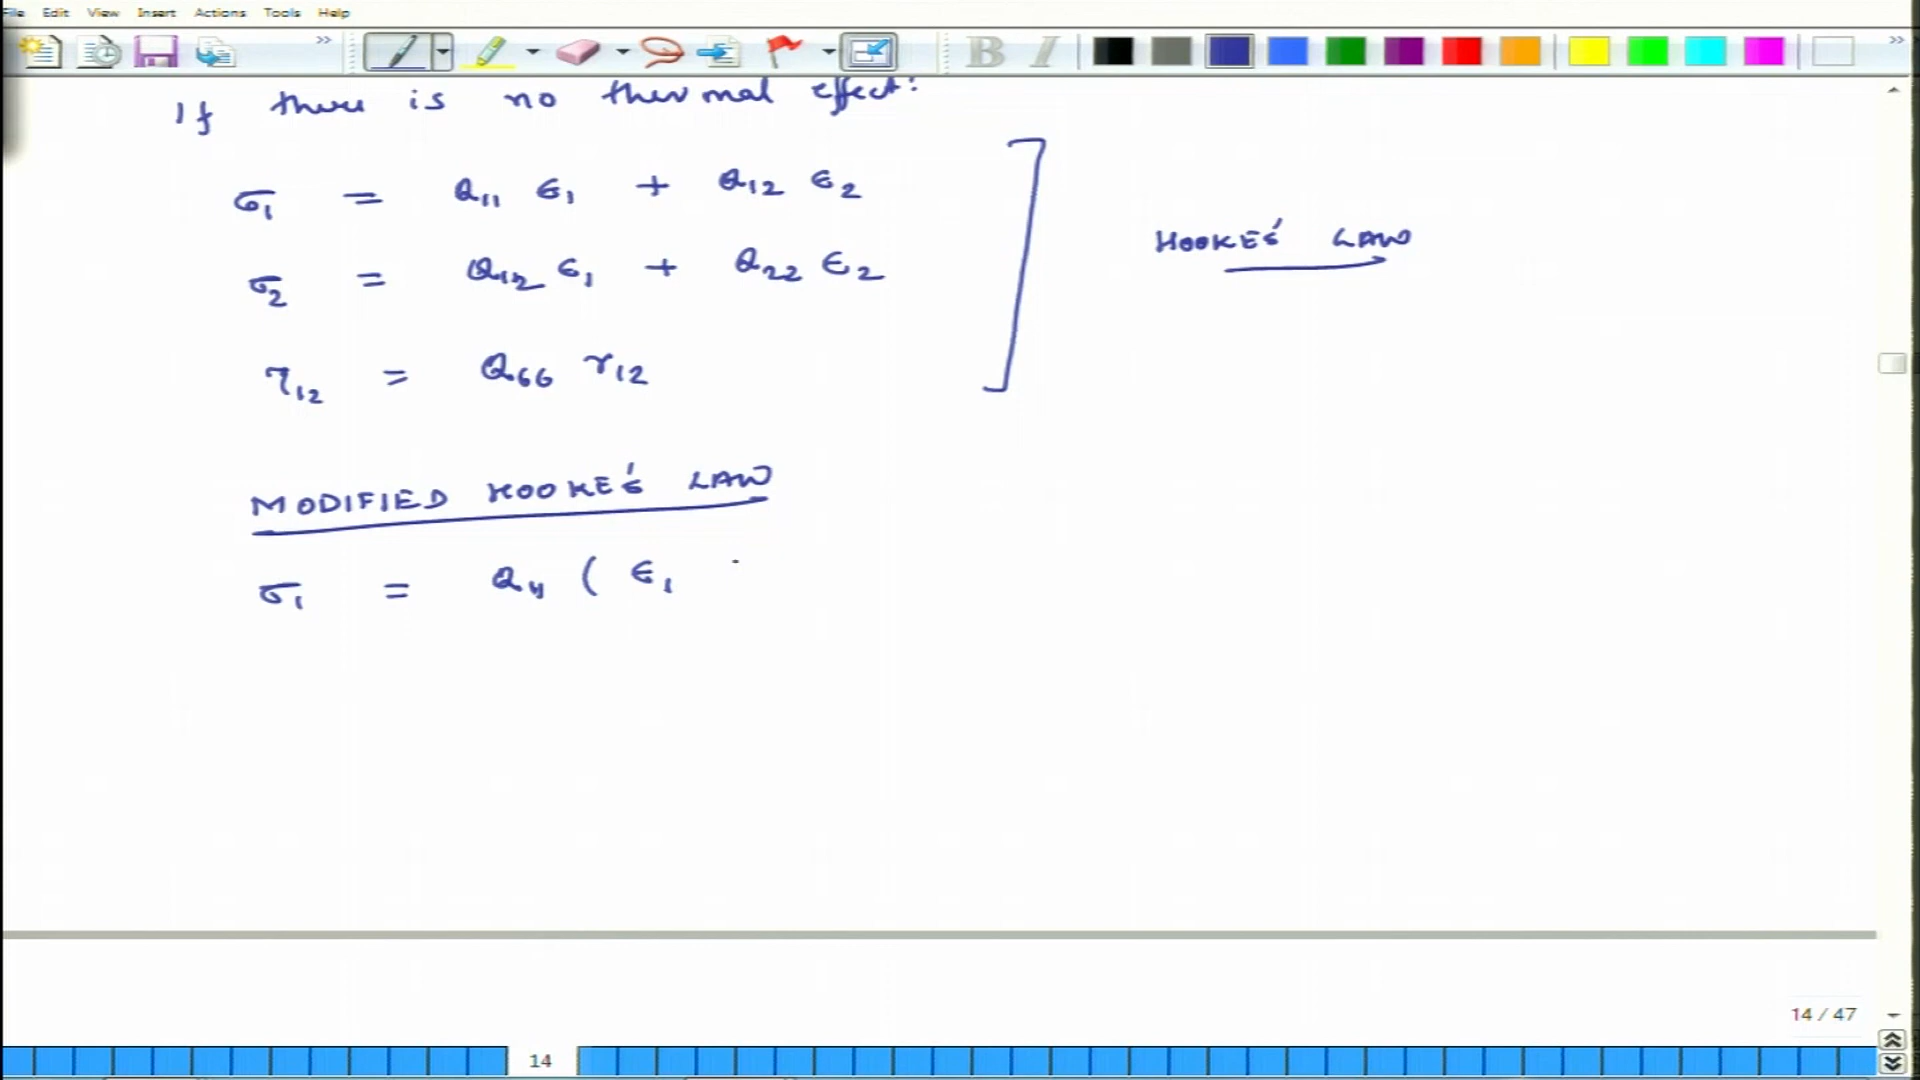 File Edit View Insert Actions Tools Help
B I
If there is no thermal effect:
σ1 = Q11 ϵ1 + Q12 ϵ2
σ2 = Q12 ϵ1 + Q22 ϵ2
HOOKE'S LAW
τ12 = Q66 γ12
MODIFIED HOOKE'S LAW
σ1 = Q11 ( ϵ1
14 / 47
14